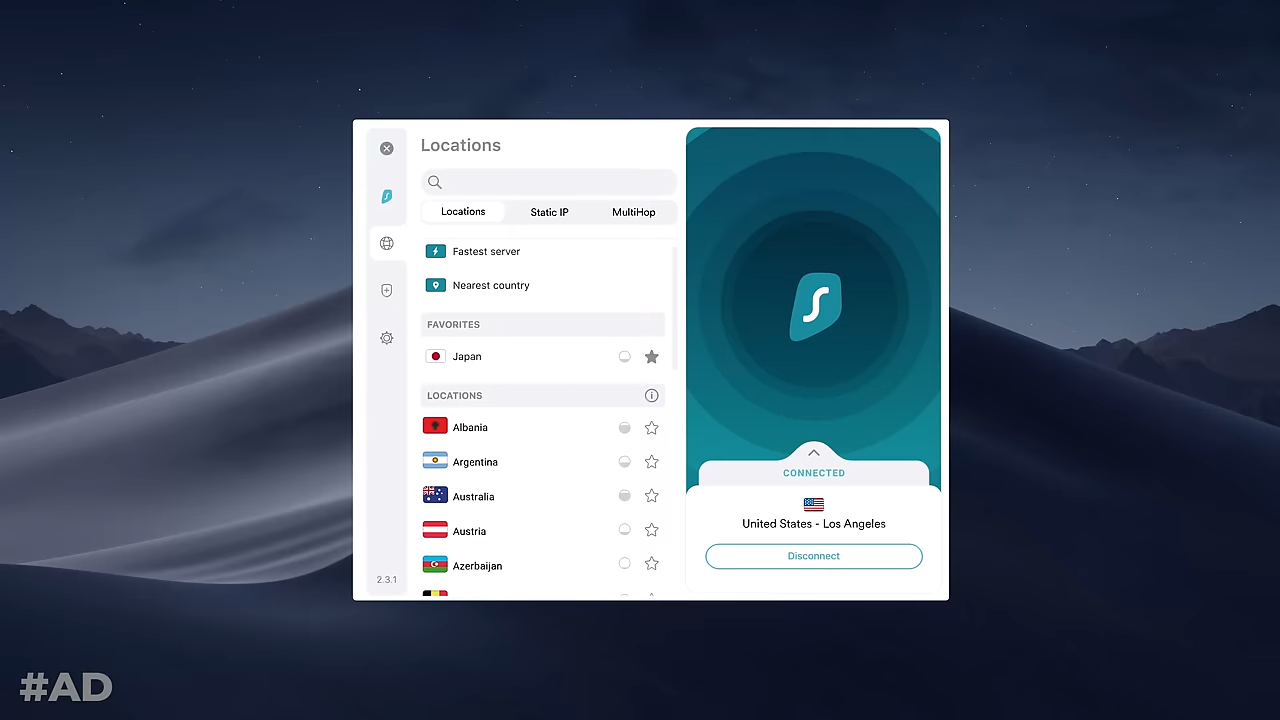 Locations
Locations Static IP MultiHop
Fastest server
Nearest country
FAVORITES
Japan
LOCATIONS
Albania
Argentina
Australia
Austria
Azerbaijan
2.3.1
CONNECTED
United States - Los Angeles
Disconnect
#AD